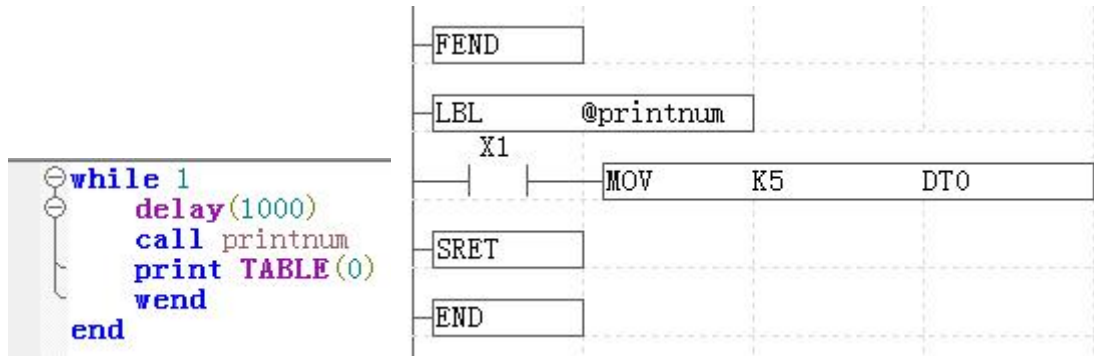 while 1
delay(1000)
call printnum
print TABLE(0)
wend
end
FEND
LBL @printnum
X1
MOV K5 DT0
SRET
END